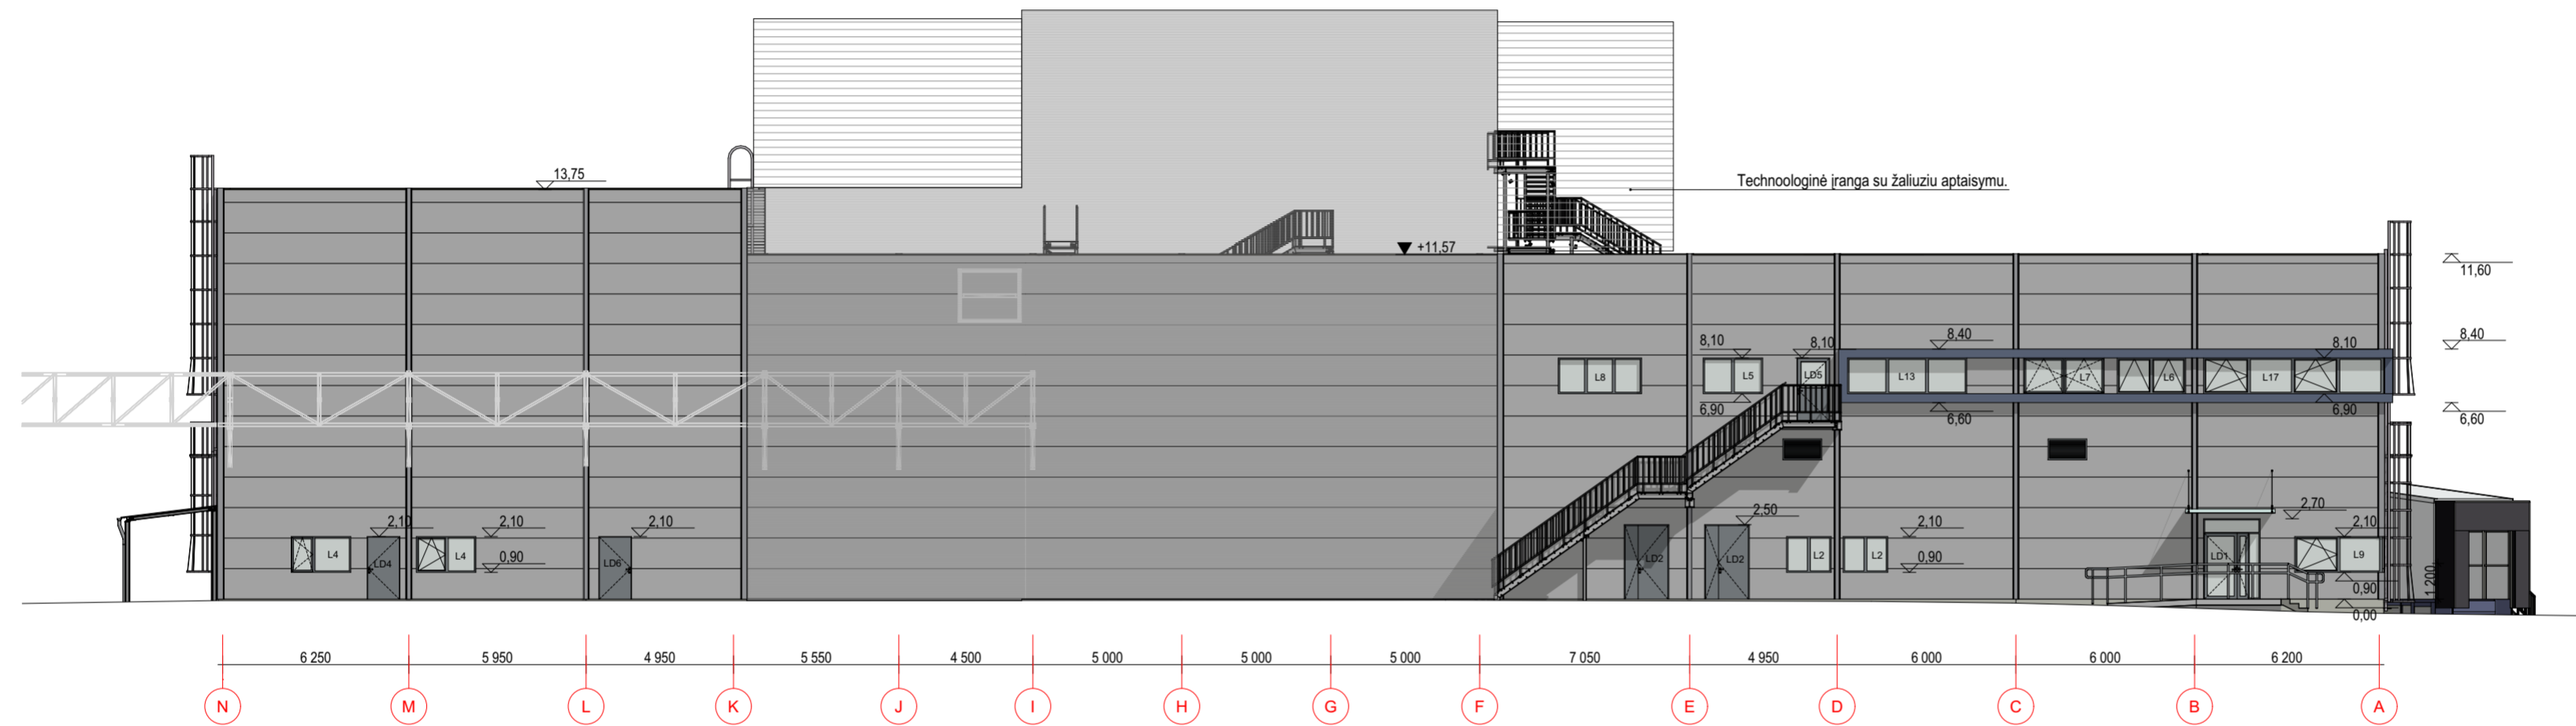 13,75
Technoologinė įranga su žaliuziu aptaisymu.
+11,57
11,60
8,40
8,40
8,10
8,10
8,10
L8
L5
LD5
L13
L7
L6
L17
6,90
6,60
6,90
6,60
2,10
2,10
2,10
2,50
2,10
2,70
2,10
L4
LD4
L4
0,90
LD6
LD2
LD2
L2
L2
0,90
LD1
L9
1 200
0,90
0,00
6 250
5 950
4 950
5 550
4 500
5 000
5 000
5 000
7 050
4 950
6 000
6 000
6 200
N
M
L
K
J
I
H
G
F
E
D
C
B
A